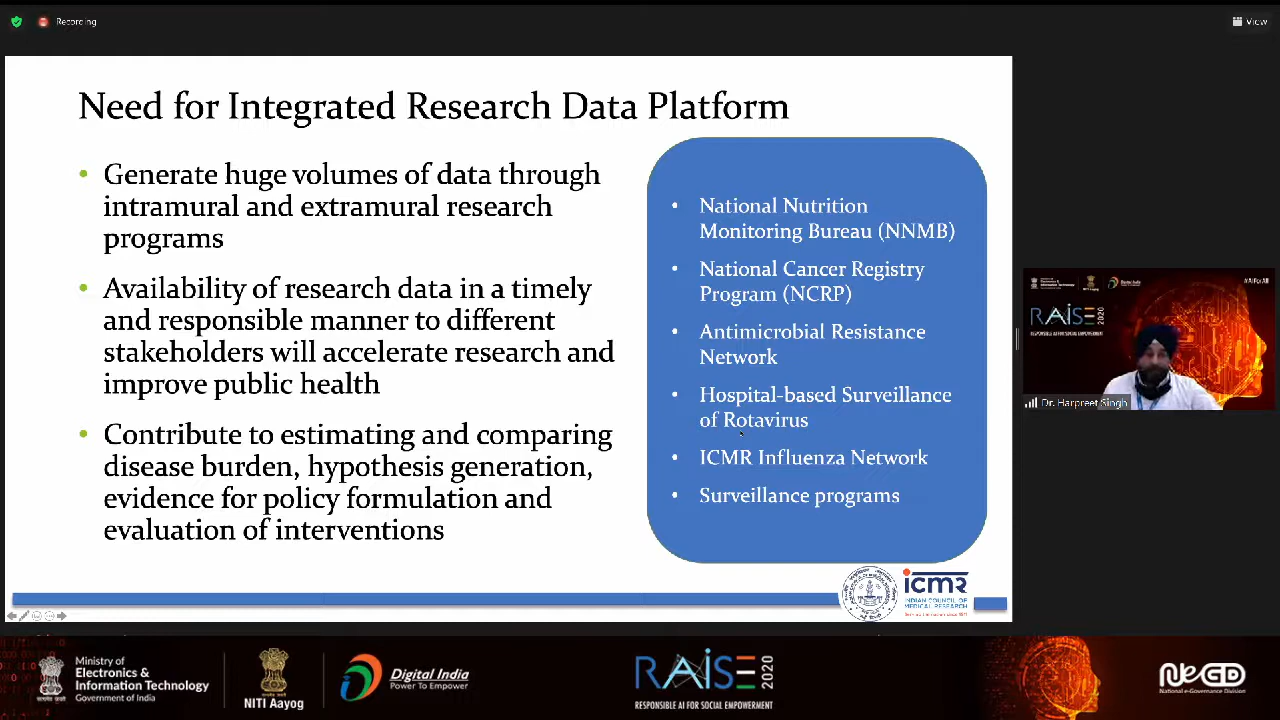 Recording
View
Need for Integrated Research Data Platform
• Generate huge volumes of data through
intramural and extramural research
programs
• Availability of research data in a timely
and responsible manner to different
stakeholders will accelerate research and
improve public health
• Contribute to estimating and comparing
disease burden, hypothesis generation,
evidence for policy formulation and
evaluation of interventions
• National Nutrition
Monitoring Bureau (NNMB)
• National Cancer Registry
Program (NCRP)
• Antimicrobial Resistance
Network
• Hospital-based Surveillance
of Rotavirus
• ICMR Influenza Network
• Surveillance programs
icmr
INDIAN COUNCIL OF
MEDICAL RESEARCH
#AIForAll
RAISE 2020
RESPONSIBLE AI FOR SOCIAL EMPOWERMENT
Dr. Harpreet Singh
Ministry of
Electronics &
Information Technology
Government of India
NITI Aayog
Digital India
Power To Empower
RAISE 2020
RESPONSIBLE AI FOR SOCIAL EMPOWERMENT
NeGD
National e-Governance Division